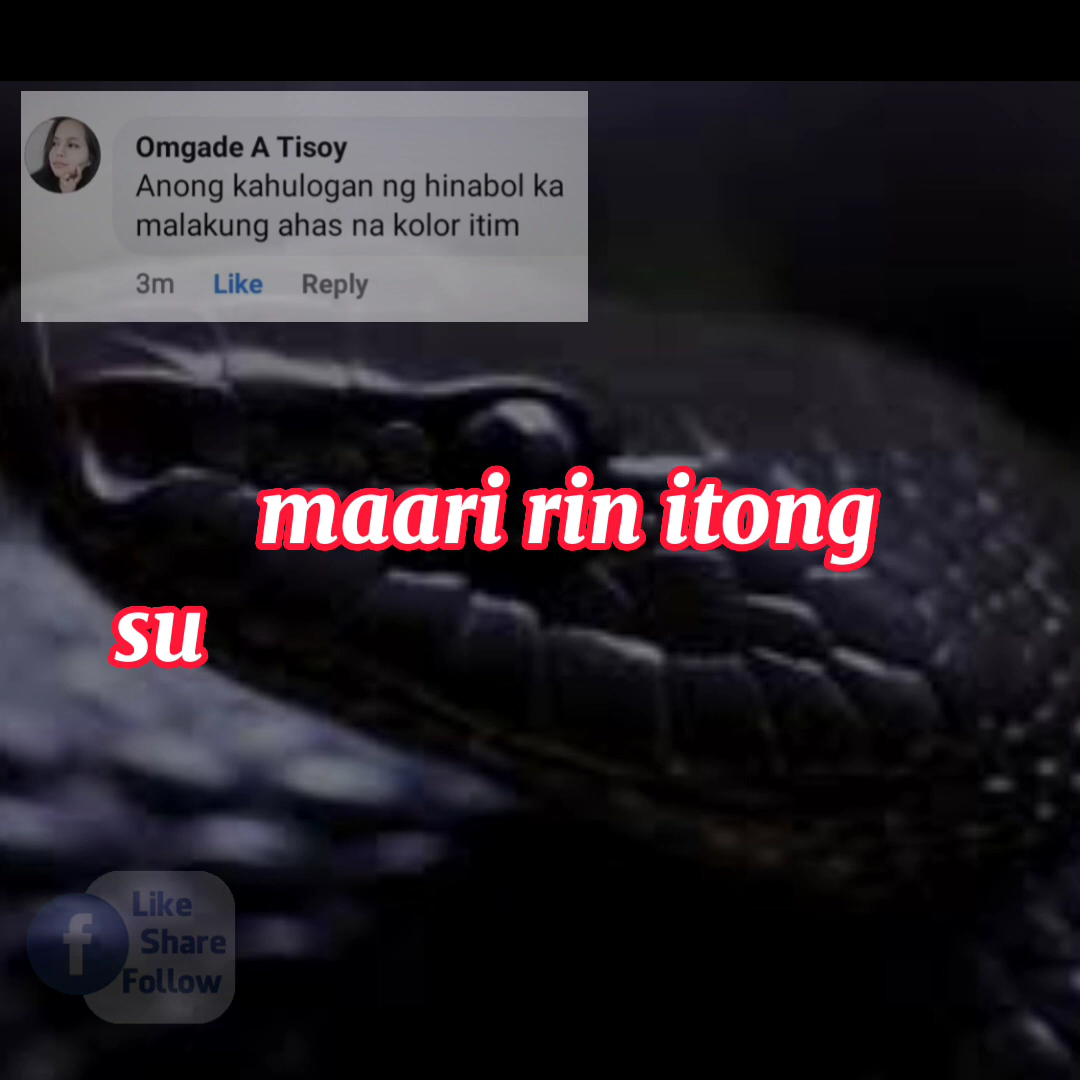 Omgade A Tisoy
Anong kahulogan ng hinabol ka
malakung ahas na kolor itim
3m Like Reply
maari rin itong
su
f Like
Share
Follow